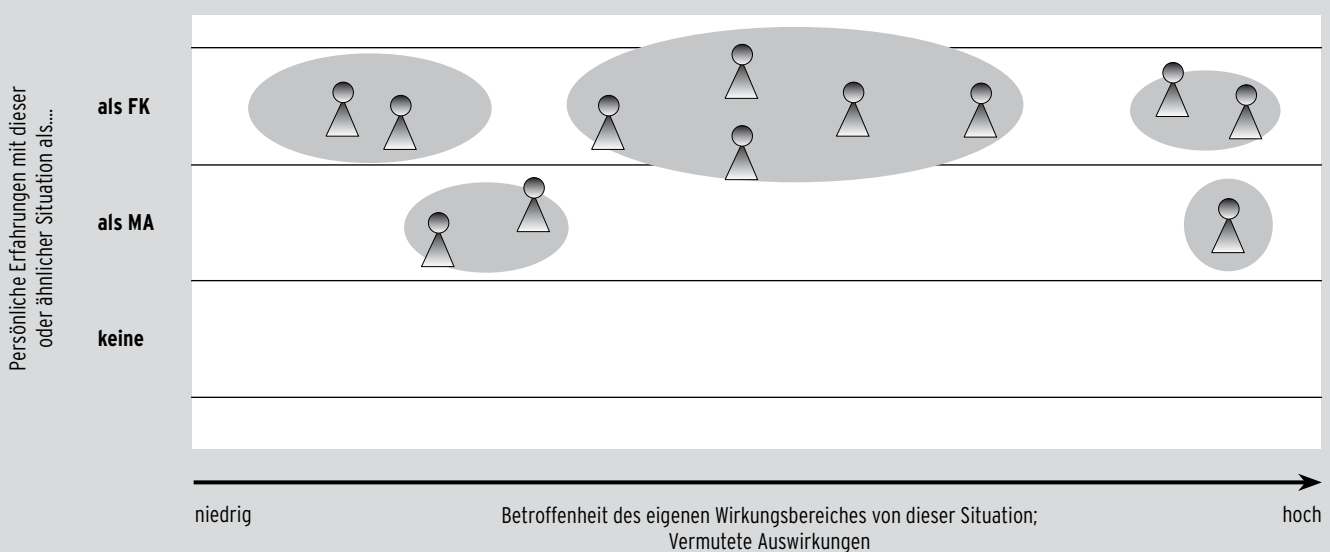 Persönliche Erfahrungen mit dieser
oder ähnlicher Situation als....
als FK
als MA
keine
niedrig
Betroffenheit des eigenen Wirkungsbereiches von dieser Situation;
Vermutete Auswirkungen
hoch